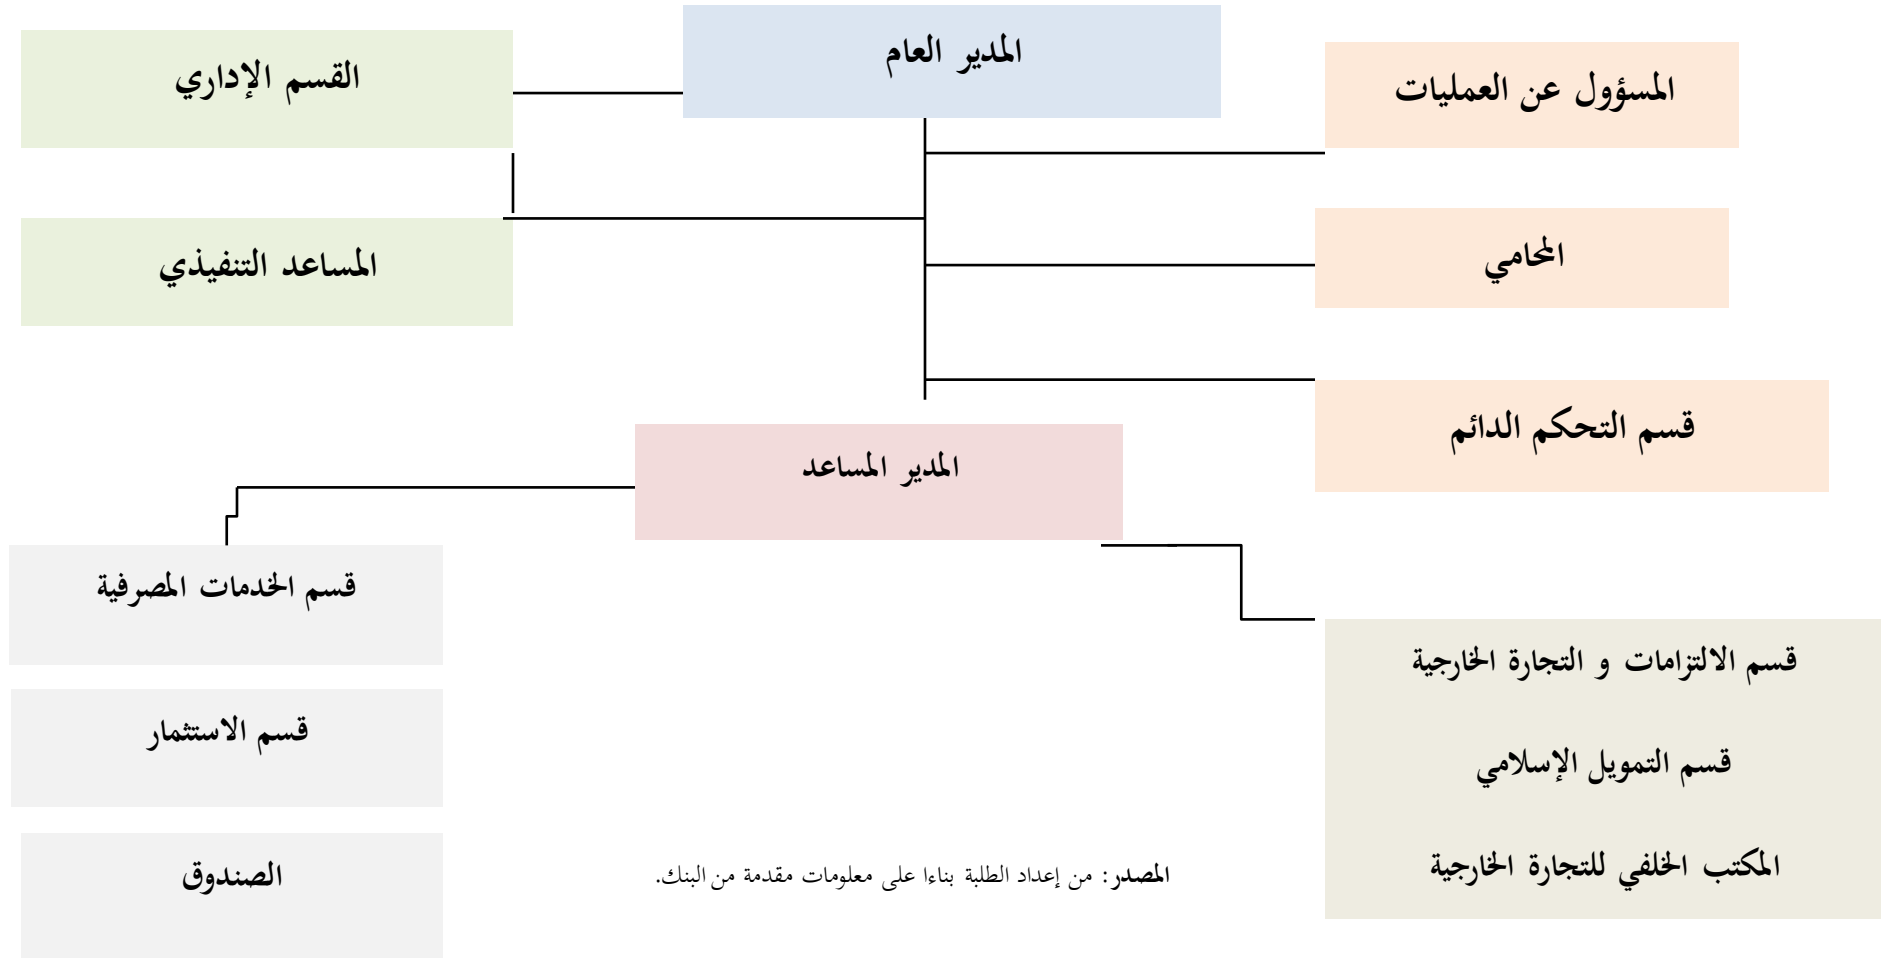 المدير العام
القسم الإداري
المسؤول عن العمليات
المحامي
المساعد التنفيذي
قسم التحكم الدائم
المدير المساعد
قسم الخدمات المصرفية
قسم الالتزامات و التجارة الخارجية
قسم الاستثمار
قسم التمويل الإسلامي
المكتب الخلفي للتجارة الخارجية
الصندوق
المصدر: من إعداد الطلبة بناءا على معلومات مقدمة من البنك.